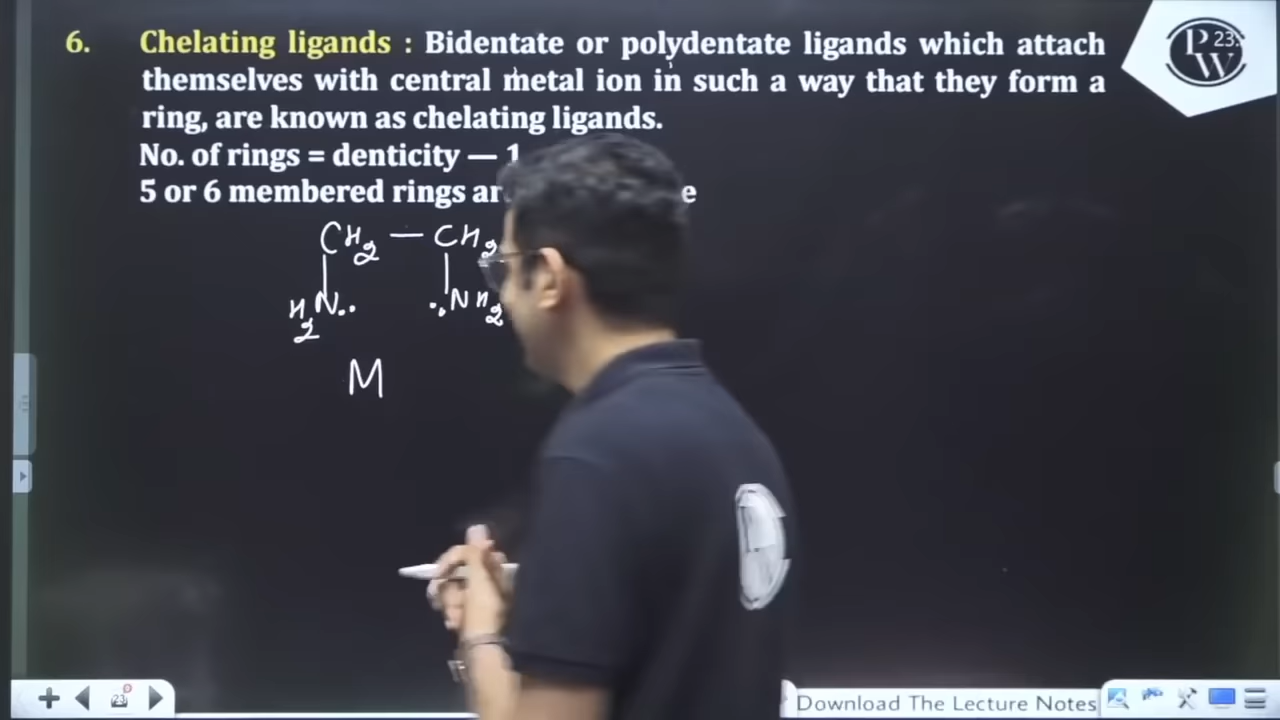 6. Chelating ligands : Bidentate or polydentate ligands which attach
themselves with central metal ion in such a way that they form a
ring, are known as chelating ligands.
No. of rings = denticity — 1
5 or 6 membered rings
CH2 — CH2
H2N.. ..NH2
M
PW 23
23
Download The Lecture Notes